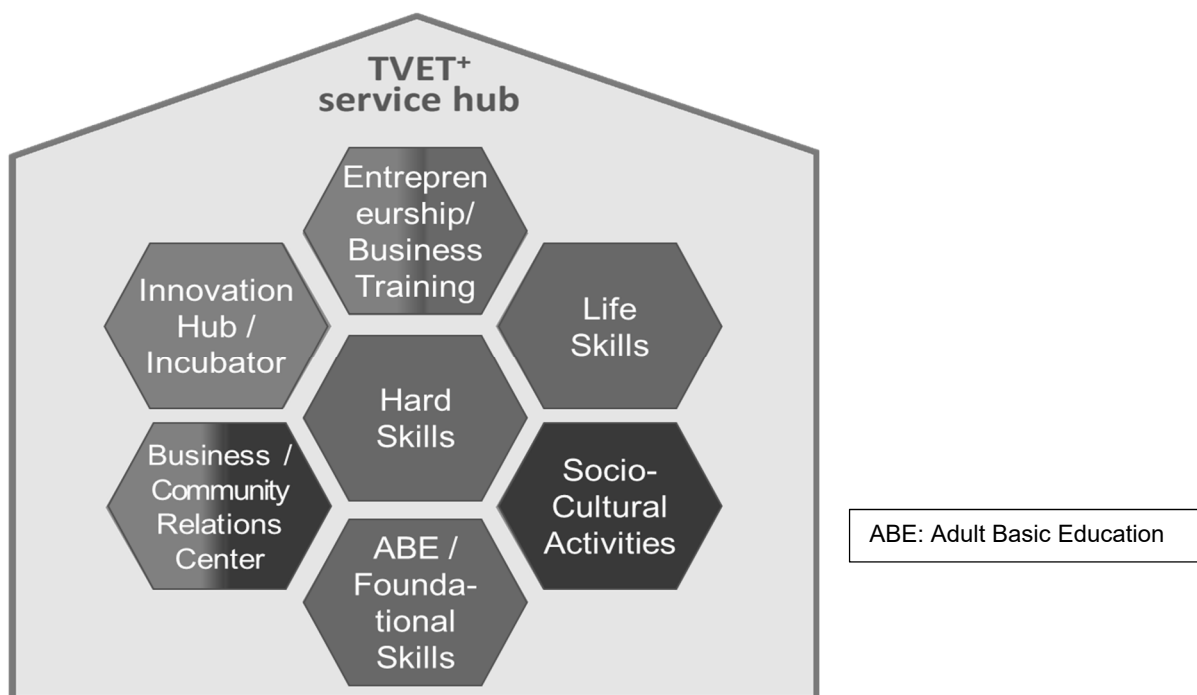 TVET+
service hub
Entrepren
eurship/
Business
Training
Innovation
Hub /
Incubator
Life
Skills
Hard
Skills
Business /
Community
Relations
Center
Socio-
Cultural
Activities
ABE /
Founda-
tional
Skills
ABE: Adult Basic Education